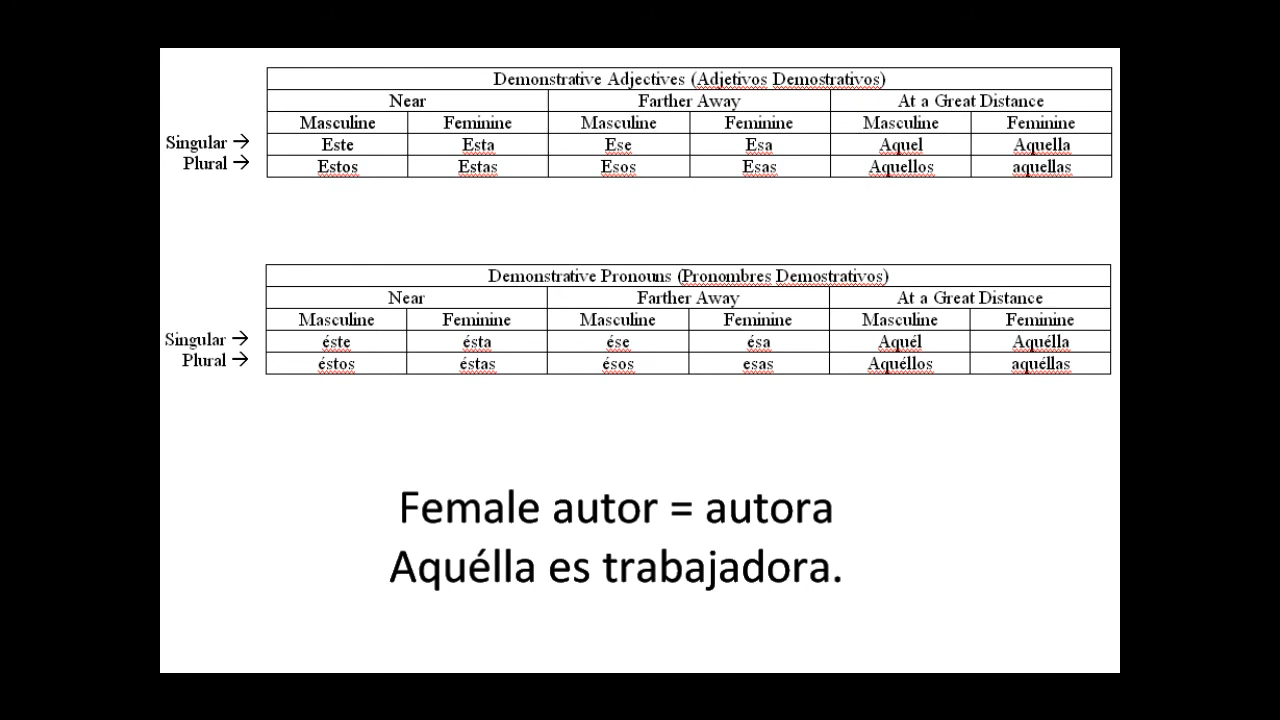 Demonstrative Adjectives (Adjetivos Demostrativos)
Near Farther Away At a Great Distance
Masculine Feminine Masculine Feminine Masculine Feminine
Singular → Este Esta Ese Esa Aquel Aquella
Plural → Estos Estas Esos Esas Aquellos aquellas
Demonstrative Pronouns (Pronombres Demostrativos)
Near Farther Away At a Great Distance
Masculine Feminine Masculine Feminine Masculine Feminine
Singular → éste ésta ése ésa Aquél Aquélla
Plural → éstos éstas ésos esas Aquéllos aquéllas
Female autor = autora
Aquélla es trabajadora.